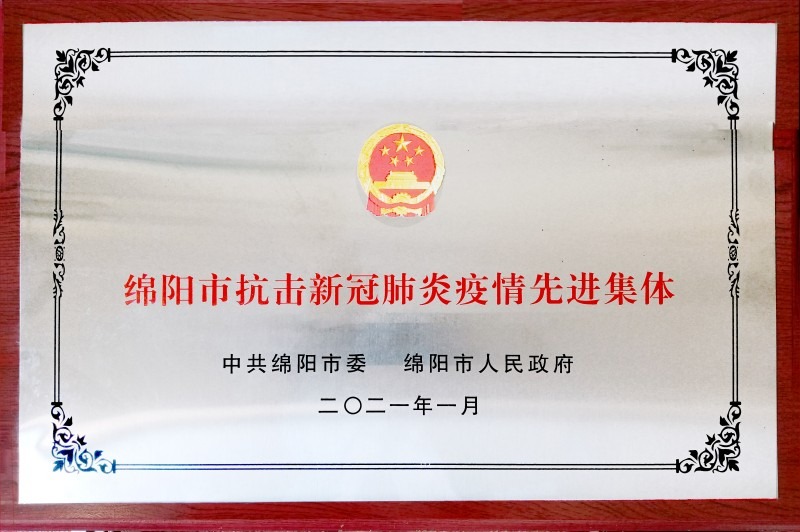 绵阳市抗击新冠肺炎疫情先进集体
中共绵阳市委 绵阳市人民政府
二〇二一年一月